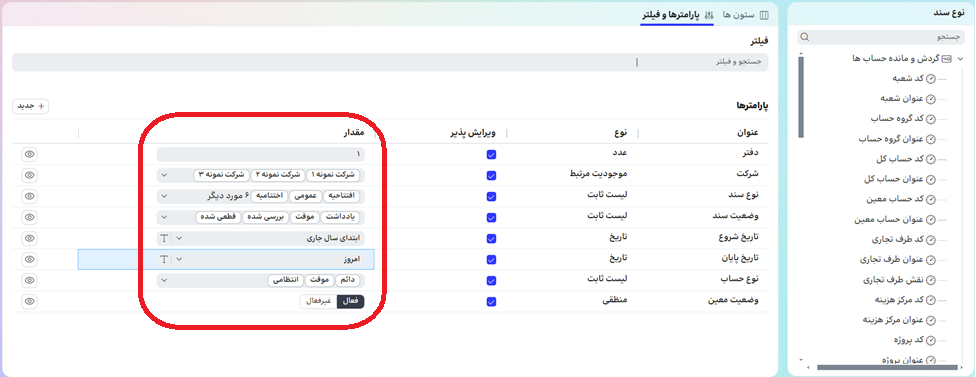 نوع سند
جستجو
گردش و مانده حساب ها
کد شعبه
عنوان شعبه
کد گروه حساب
عنوان گروه حساب
کد حساب کل
عنوان حساب کل
کد حساب معین
عنوان حساب معین
کد طرف تجاری
عنوان طرف تجاری
نقش طرف تجاری
کد مرکز هزینه
عنوان مرکز هزینه
کد پروژه
عنوان پروژه
ستون ها پارامترها و فیلتر
فیلتر
جستجو و فیلتر
پارامترها + جدید
عنوان نوع ویرایش پذیر مقدار
دفتر عدد ۱
شرکت موجودیت مرتبط شرکت نمونه ۱ شرکت نمونه ۲ شرکت نمونه ۳
نوع سند لیست ثابت افتتاحیه عمومی اختتامیه ۶ مورد دیگر
وضعیت سند لیست ثابت یادداشت موقت بررسی شده قطعی شده
تاریخ شروع تاریخ ابتدای سال جاری
تاریخ پایان تاریخ امروز
نوع حساب لیست ثابت دائم موقت انتظامی
وضعیت معین منطقی فعال غیرفعال